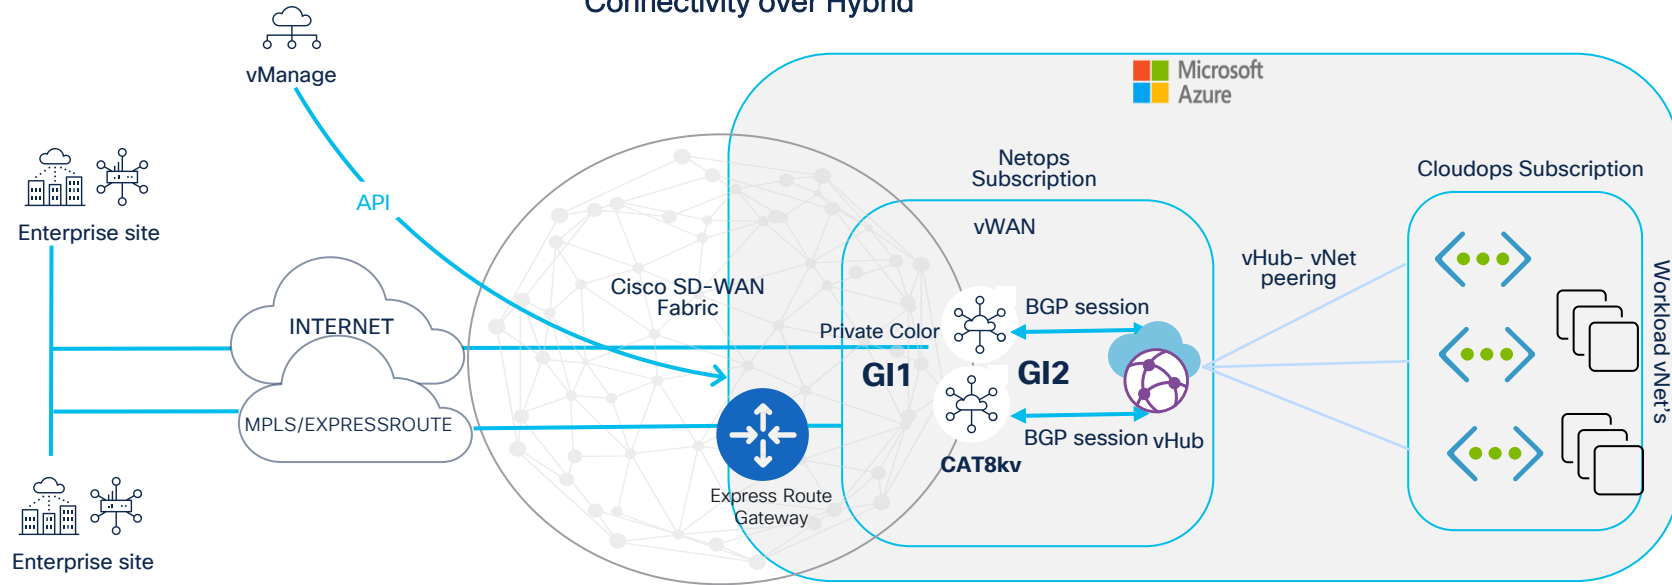 Connectivity over Hybrid
vManage
Microsoft
Azure
API
Enterprise site
Netops
Subscription
Cloudops Subscription
vWAN
vHub- vNet
peering
Cisco SD-WAN
Fabric
INTERNET
Private Color
BGP session
GI1
GI2
Workload vNet's
MPLS/EXPRESSROUTE
BGP session
vHub
CAT8kv
Express Route
Gateway
Enterprise site